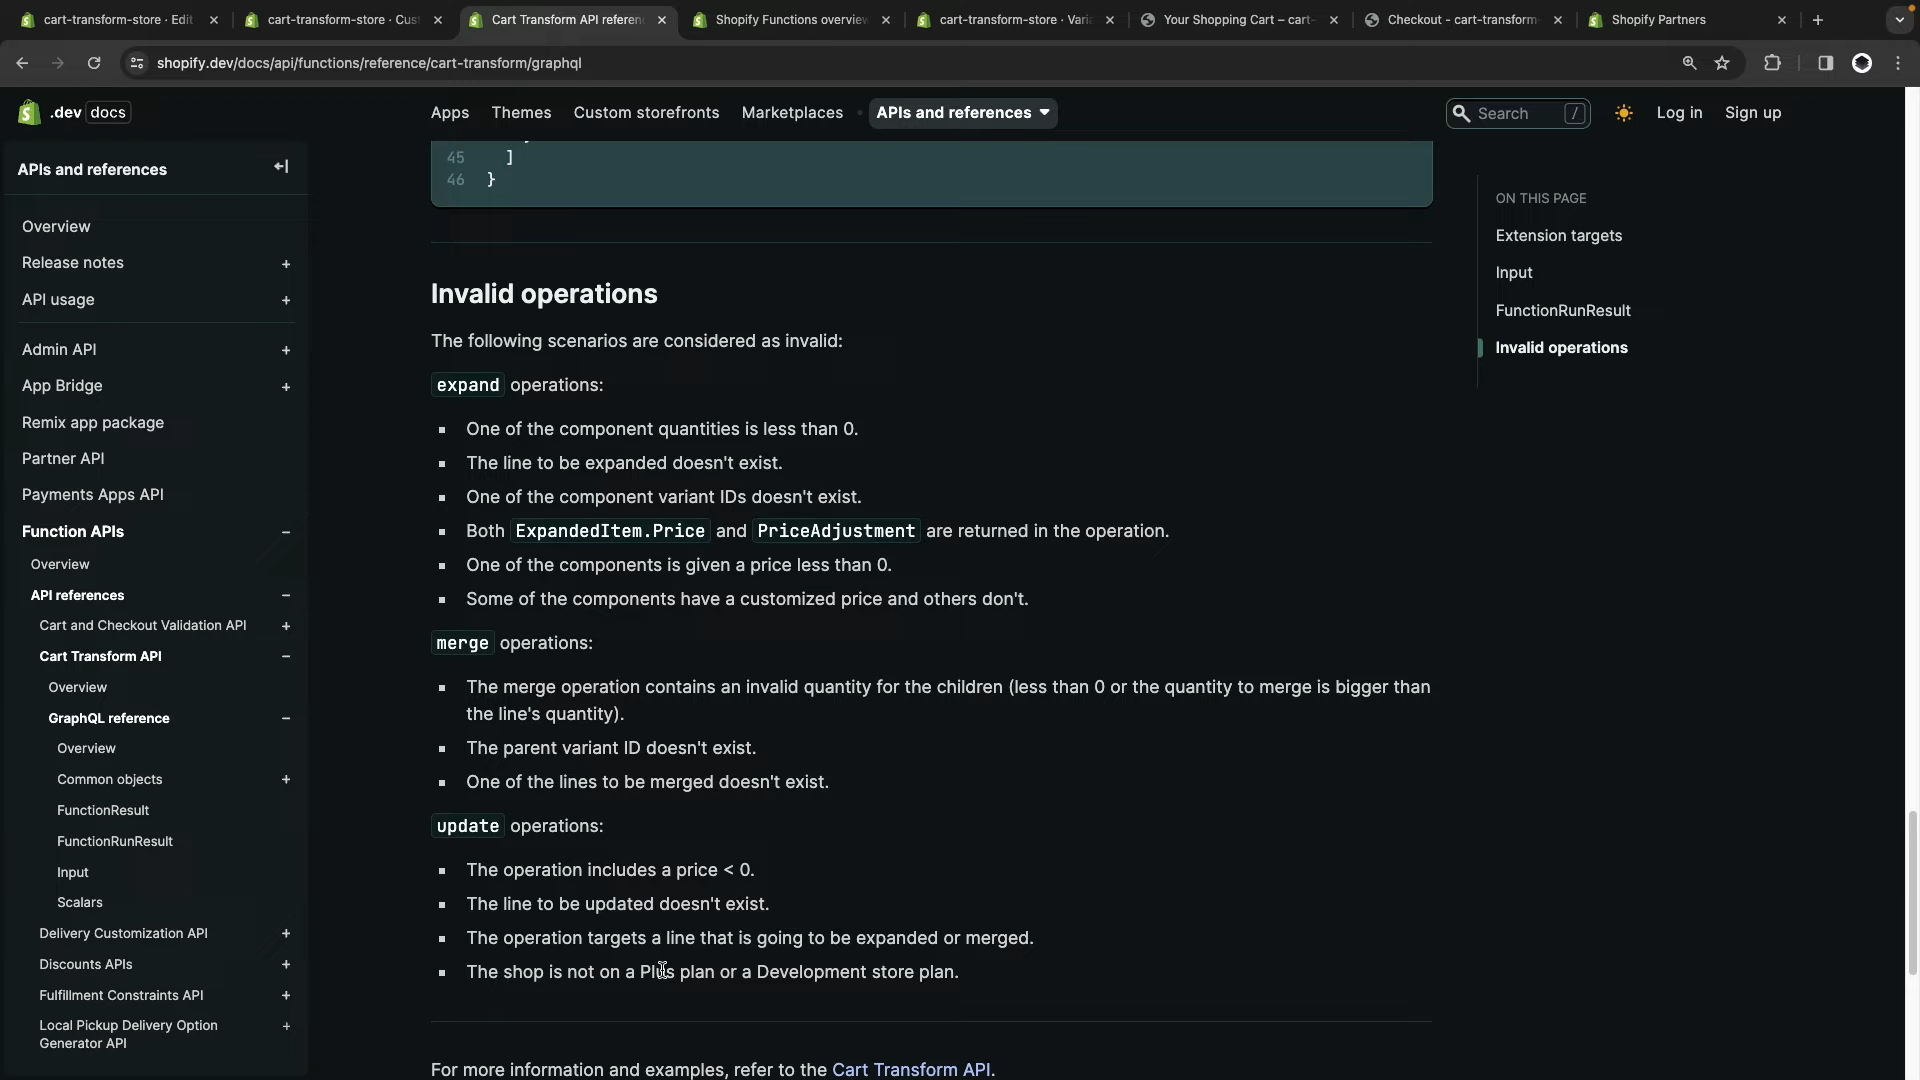 cart-transform-store · Edit
cart-transform-store · Cus
Cart Transform API referen
Shopify Functions overview
cart-transform-store · Varia
Your Shopping Cart – cart-
Checkout - cart-transform-
Shopify Partners
shopify.dev/docs/api/functions/reference/cart-transform/graphql
.dev docs
Apps Themes Custom storefronts Marketplaces APIs and references
Search /
Log in Sign up
APIs and references
Overview
Release notes +
API usage +
Admin API +
App Bridge +
Remix app package
Partner API
Payments Apps API
Function APIs −
Overview
API references −
Cart and Checkout Validation API +
Cart Transform API −
Overview
GraphQL reference −
Overview
Common objects +
FunctionResult
FunctionRunResult
Input
Scalars
Delivery Customization API +
Discounts APIs +
Fulfillment Constraints API +
Local Pickup Delivery Option +
Generator API
45 ]
46 }
Invalid operations
The following scenarios are considered as invalid:
expand operations:
▪ One of the component quantities is less than 0.
▪ The line to be expanded doesn't exist.
▪ One of the component variant IDs doesn't exist.
▪ Both ExpandedItem.Price and PriceAdjustment are returned in the operation.
▪ One of the components is given a price less than 0.
▪ Some of the components have a customized price and others don't.
merge operations:
▪ The merge operation contains an invalid quantity for the children (less than 0 or the quantity to merge is bigger than
the line's quantity).
▪ The parent variant ID doesn't exist.
▪ One of the lines to be merged doesn't exist.
update operations:
▪ The operation includes a price < 0.
▪ The line to be updated doesn't exist.
▪ The operation targets a line that is going to be expanded or merged.
▪ The shop is not on a Plus plan or a Development store plan.
For more information and examples, refer to the Cart Transform API.
ON THIS PAGE
Extension targets
Input
FunctionRunResult
Invalid operations